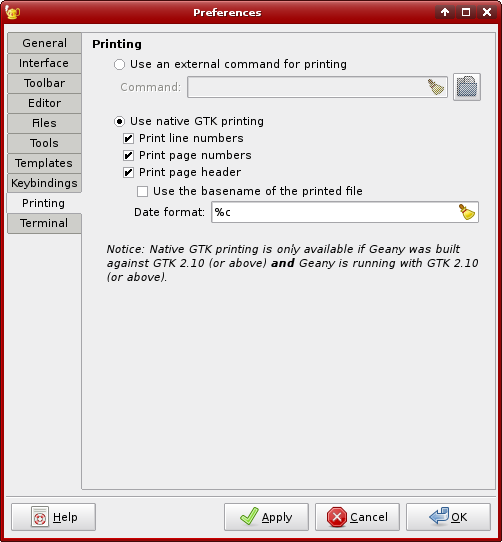 Preferences
General
Interface
Toolbar
Editor
Files
Tools
Templates
Keybindings
Printing
Terminal
Printing
Use an external command for printing
Command:
Use native GTK printing
Print line numbers
Print page numbers
Print page header
Use the basename of the printed file
Date format: %c
Notice: Native GTK printing is only available if Geany was built
against GTK 2.10 (or above) and Geany is running with GTK 2.10
(or above).
Help Apply Cancel OK